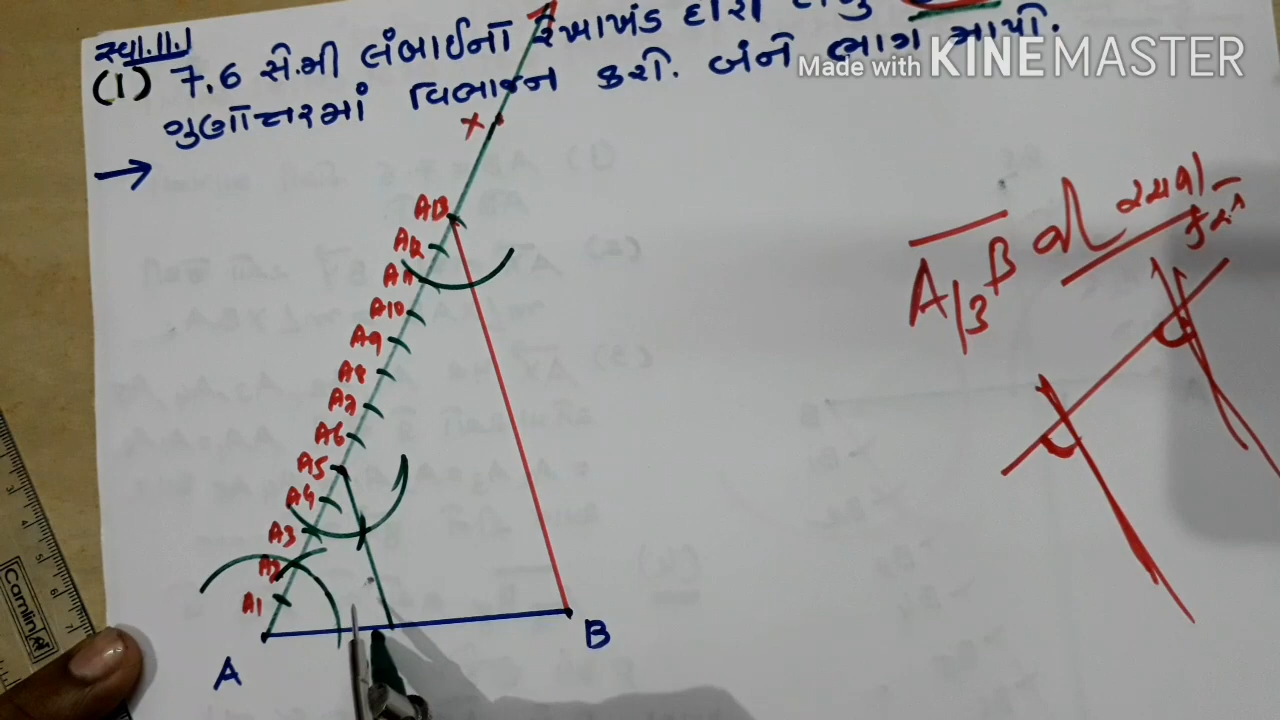 સ્વા.11.1
(1) 7.6 સે.મી લંબાઈનો રેખાખંડ દોરો
ગુણોત્તરમાં વિભાજન કરો. બંને ભાગ માપો.
Made with KINEMASTER
X
A13
A12
A11
A10
A9
A8
A7
A6
A5
A4
A3
A2
A1
A
B
A13B ની
Camlin